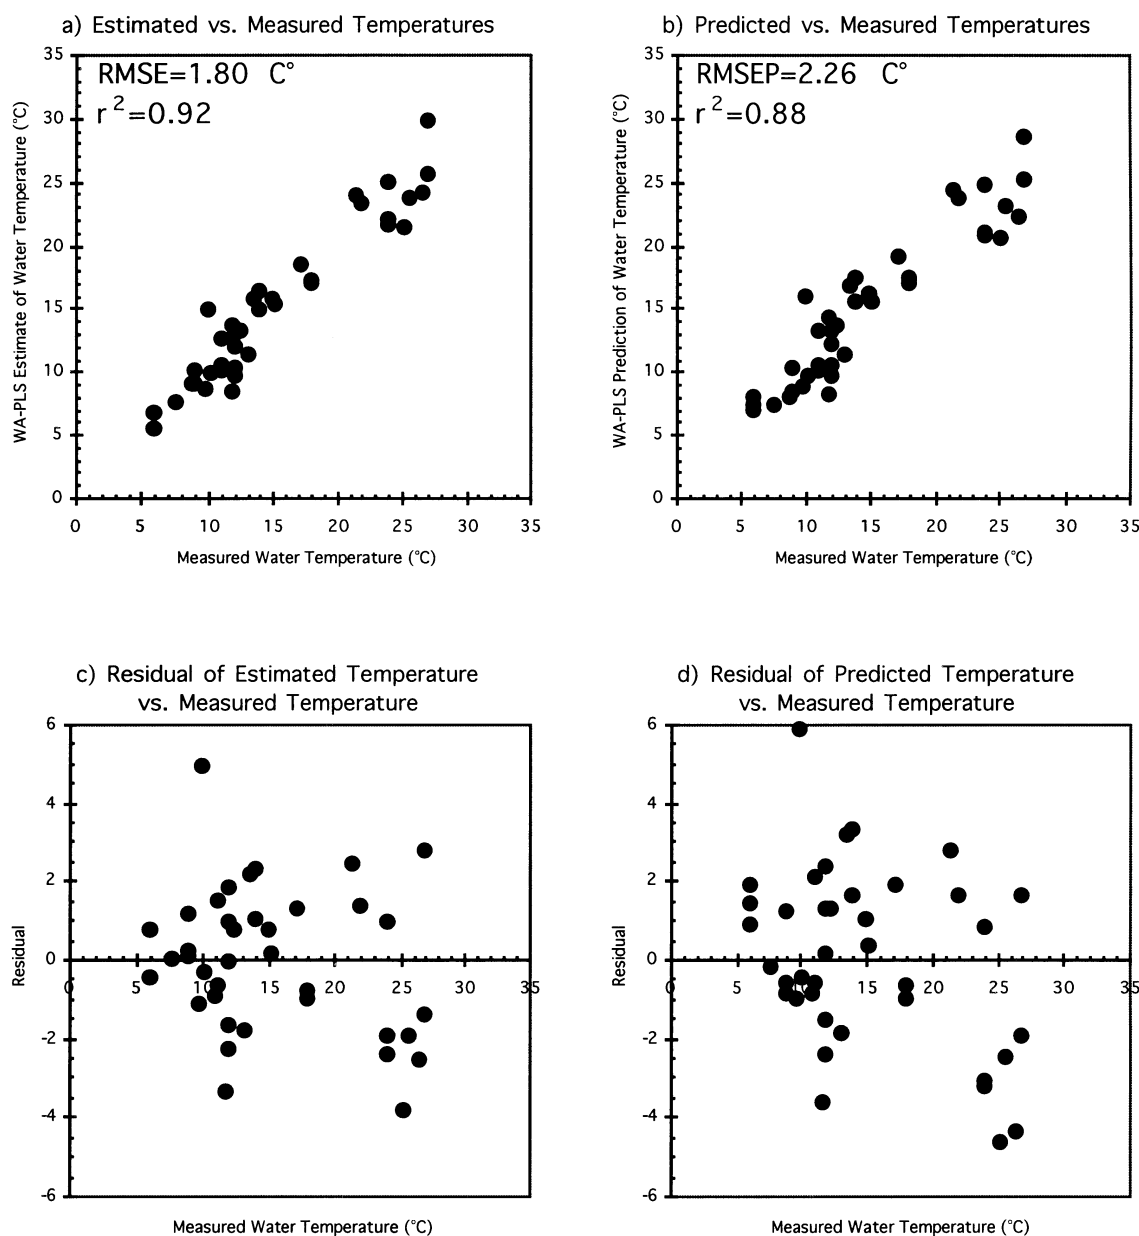 a) Estimated vs. Measured Temperatures
35
30
25
20
15
10
5
0
WA-PLS Estimate of Water Temperature (°C)
RMSE=1.80 C°
r²=0.92
0 5 10 15 20 25 30 35
Measured Water Temperature (°C)
b) Predicted vs. Measured Temperatures
35
30
25
20
15
10
5
0
WA-PLS Prediction of Water Temperature (°C)
RMSEP=2.26 C°
r²=0.88
0 5 10 15 20 25 30 35
Measured Water Temperature (°C)
c) Residual of Estimated Temperature
vs. Measured Temperature
6
4
2
0
-2
-4
-6
Residual
0 5 10 15 20 25 30 35
Measured Water Temperature (°C)
d) Residual of Predicted Temperature
vs. Measured Temperature
6
4
2
0
-2
-4
-6
Residual
0 5 10 15 20 25 30 35
Measured Water Temperature (°C)